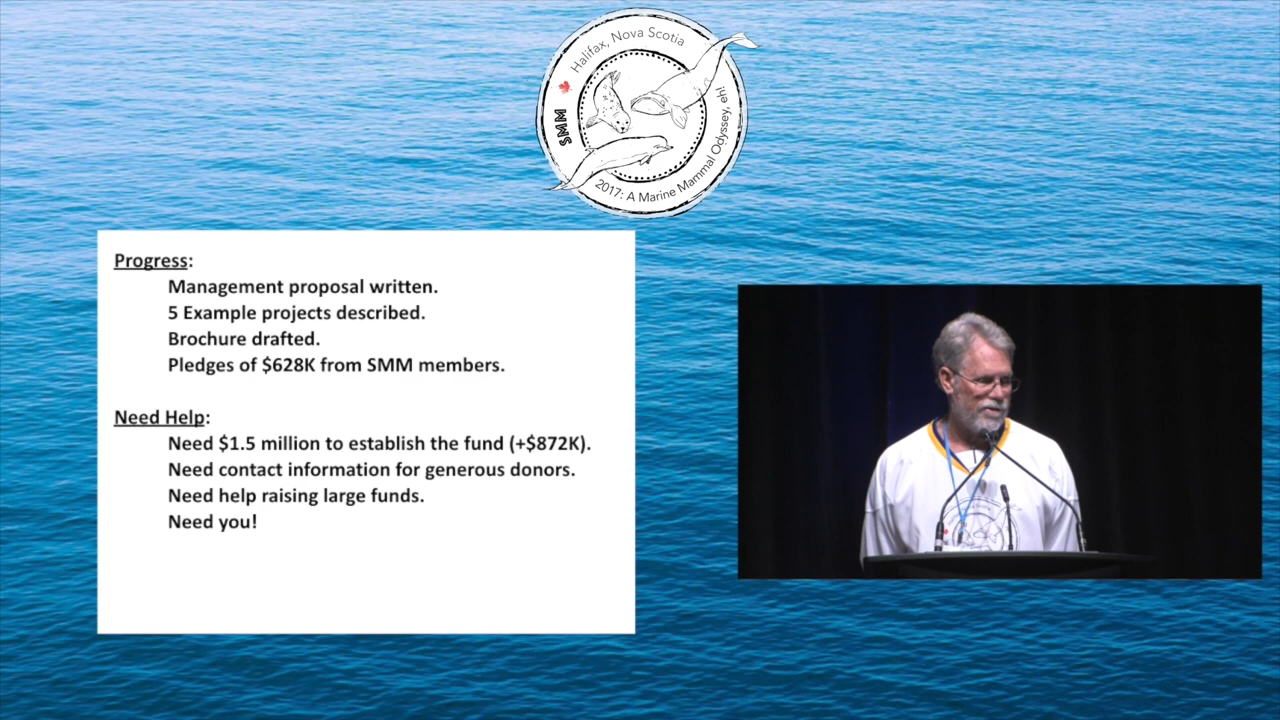 Halifax, Nova Scotia
SMM
2017: A Marine Mammal Odyssey, eh!
Progress:
Management proposal written.
5 Example projects described.
Brochure drafted.
Pledges of $628K from SMM members.
Need Help:
Need $1.5 million to establish the fund (+$872K).
Need contact information for generous donors.
Need help raising large funds.
Need you!